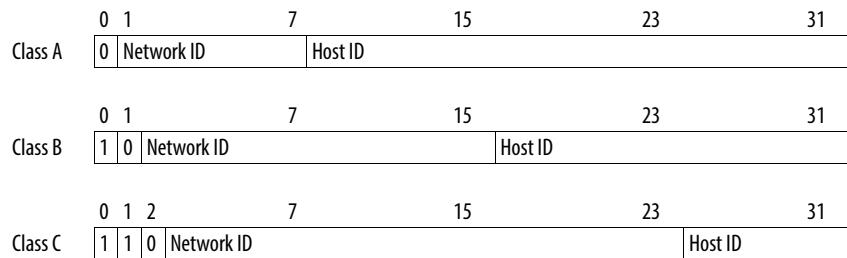 0 1 7 15 23 31
Class A 0 Network ID Host ID
0 1 7 15 23 31
Class B 1 0 Network ID Host ID
0 1 2 7 15 23 31
Class C 1 1 0 Network ID Host ID